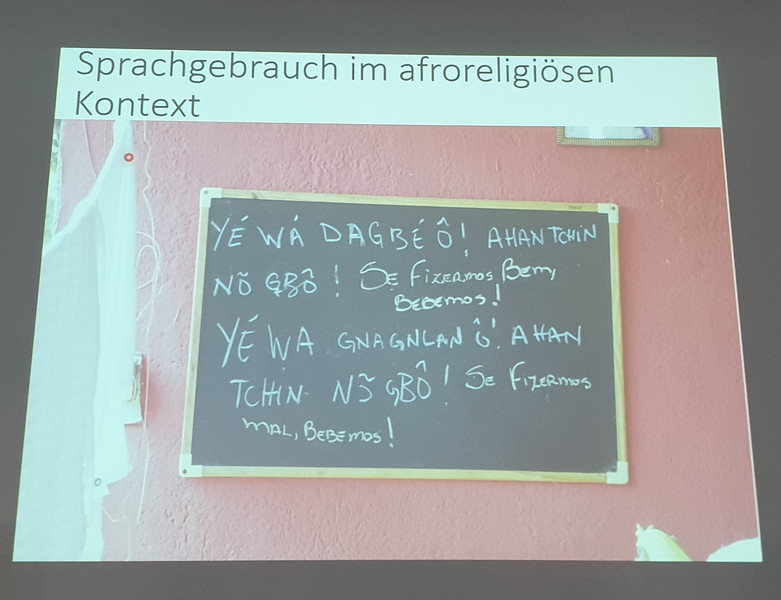 Sprachgebrauch im afroreligiösen
Kontext
YÉ WÁ DAGBÉ Ô! AHAN TCHIN
NÕ GBÔ! SE FIZERMOS BEM,
BEBEMOS!
YÉ WA GNAGNLAN Ô! AHAN
TCHIN NÕ GBÔ! SE FIZERMOS
MAL, BEBEMOS!